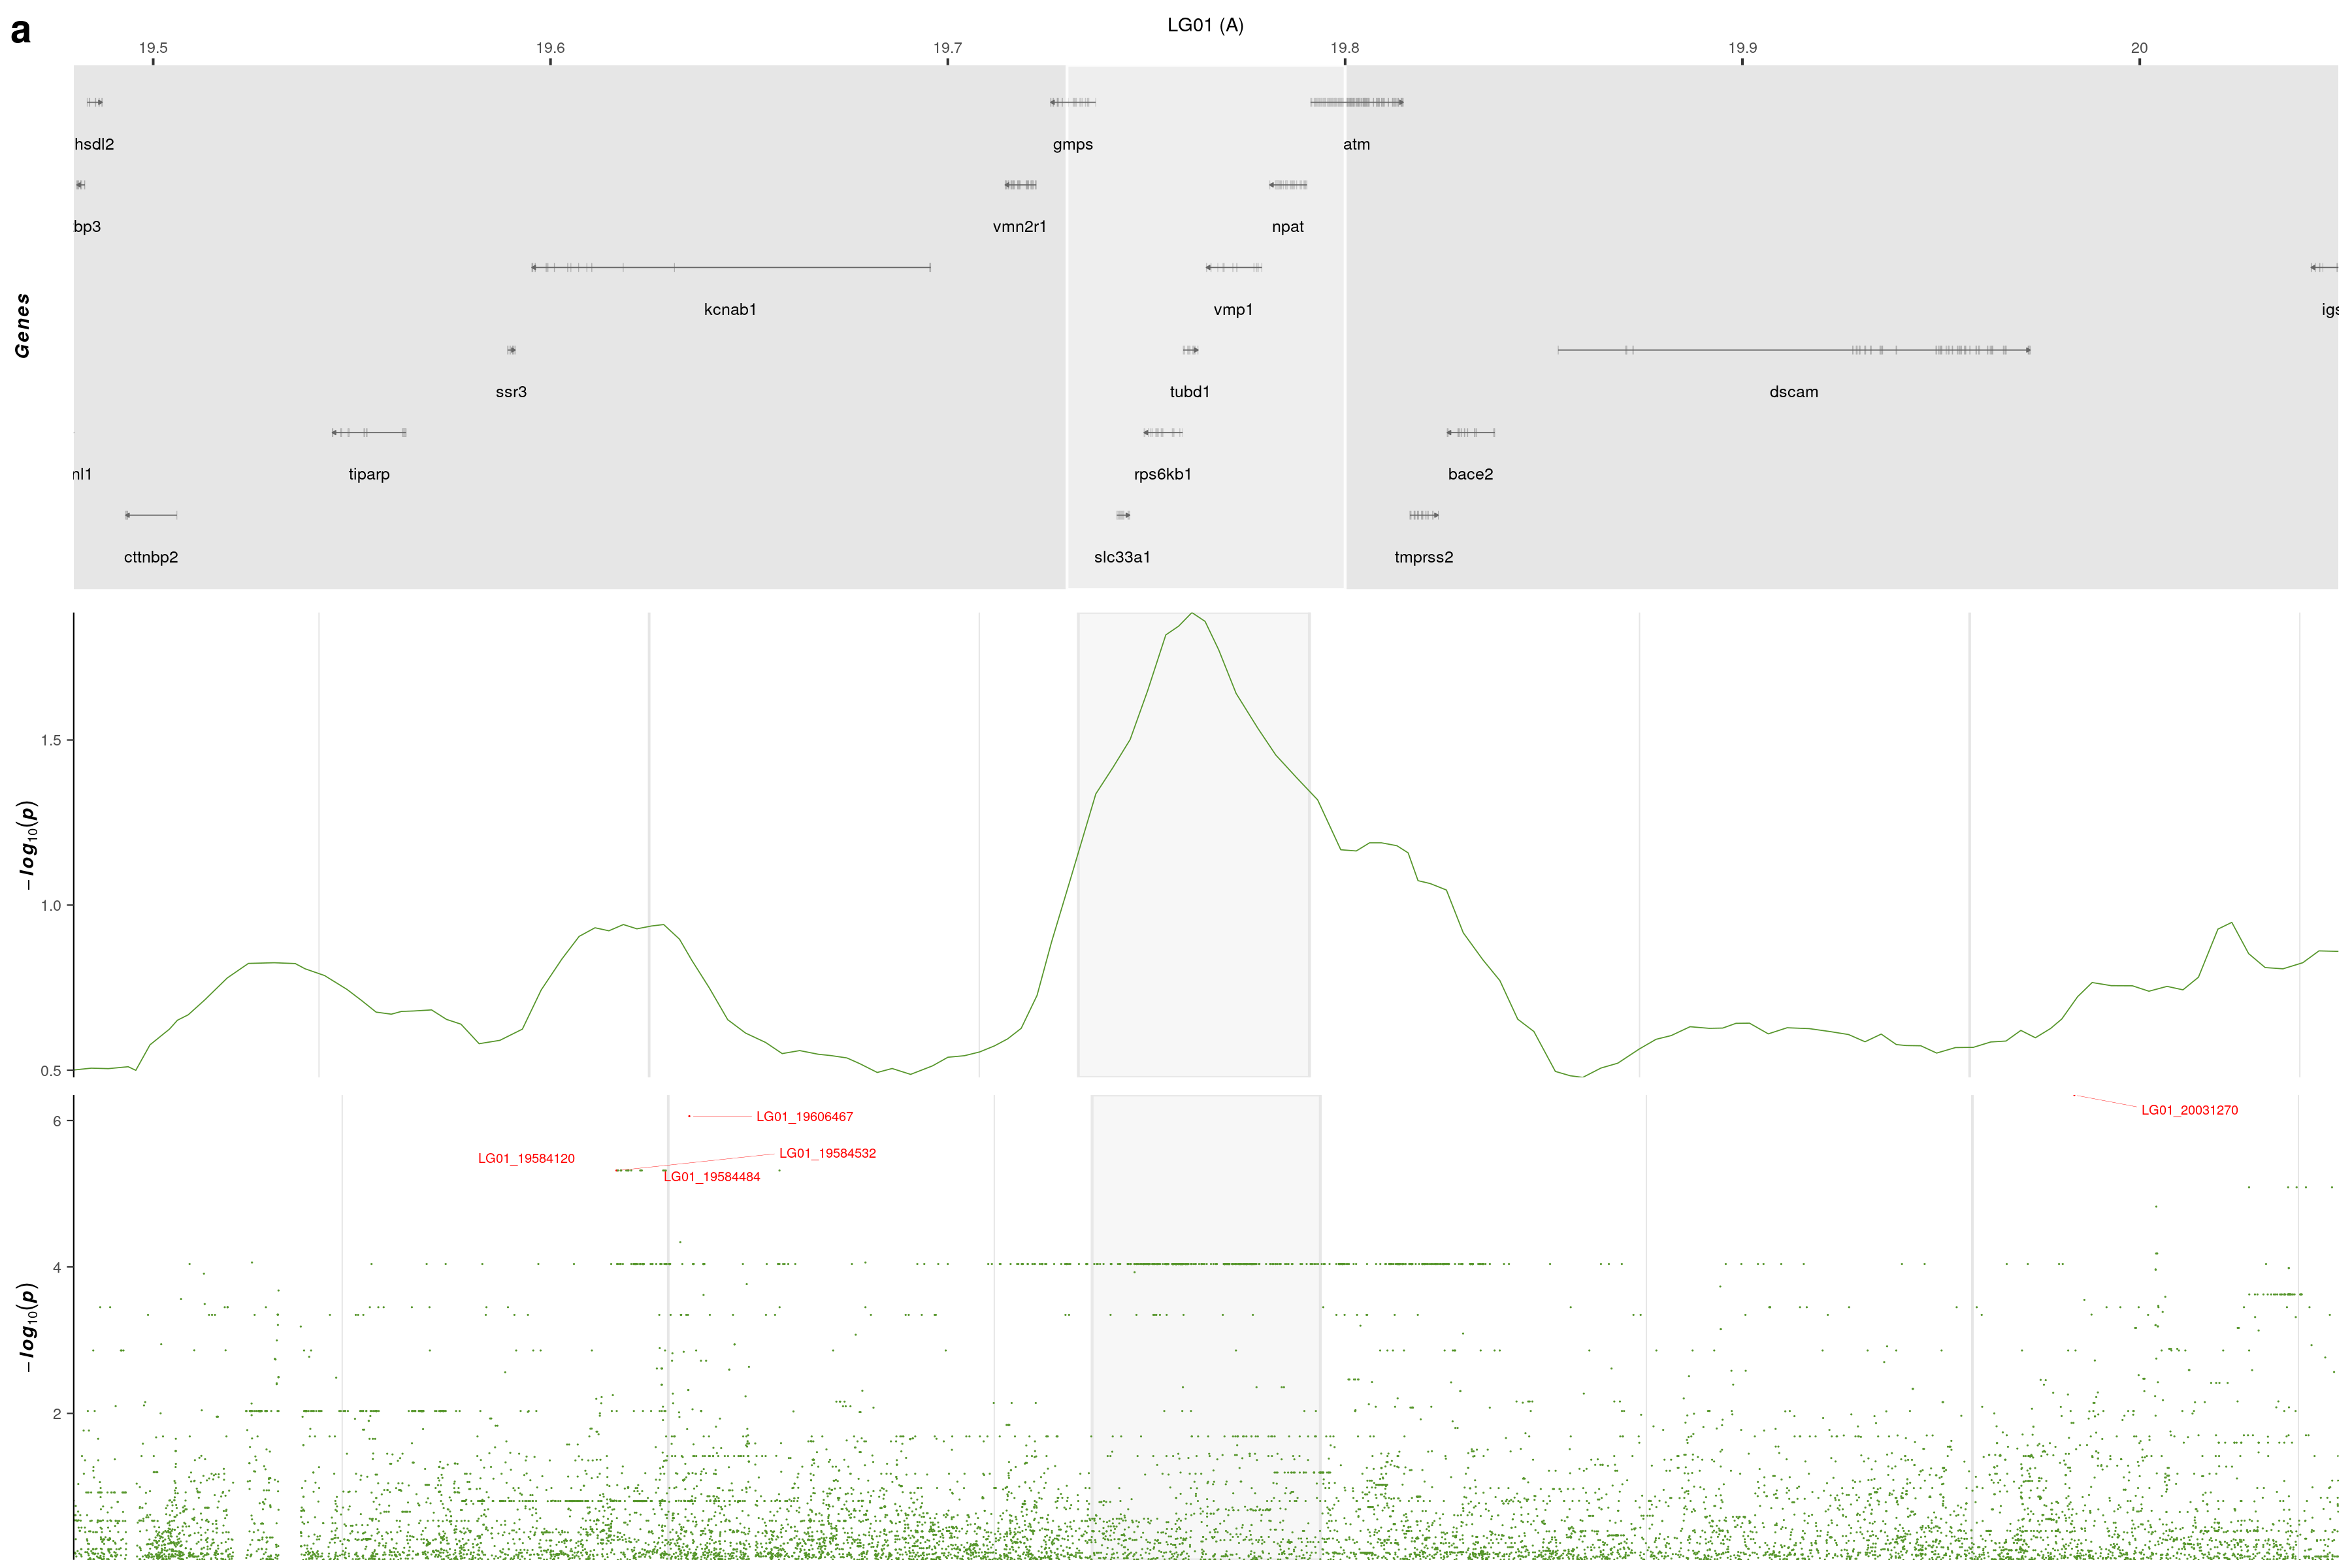 a
LG01 (A)
19.5 19.6 19.7 19.8 19.9 20
Genes
hsdl2 gmps atm
bp3 vmn2r1 npat
kcnab1 vmp1 igs
ssr3 tubd1 dscam
nl1 tiparp rps6kb1 bace2
cttnbp2 slc33a1 tmprss2
−log10(p)
1.5
1.0
0.5
−log10(p)
6
4
2
LG01_19606467
LG01_20031270
LG01_19584120
LG01_19584532
LG01_19584484